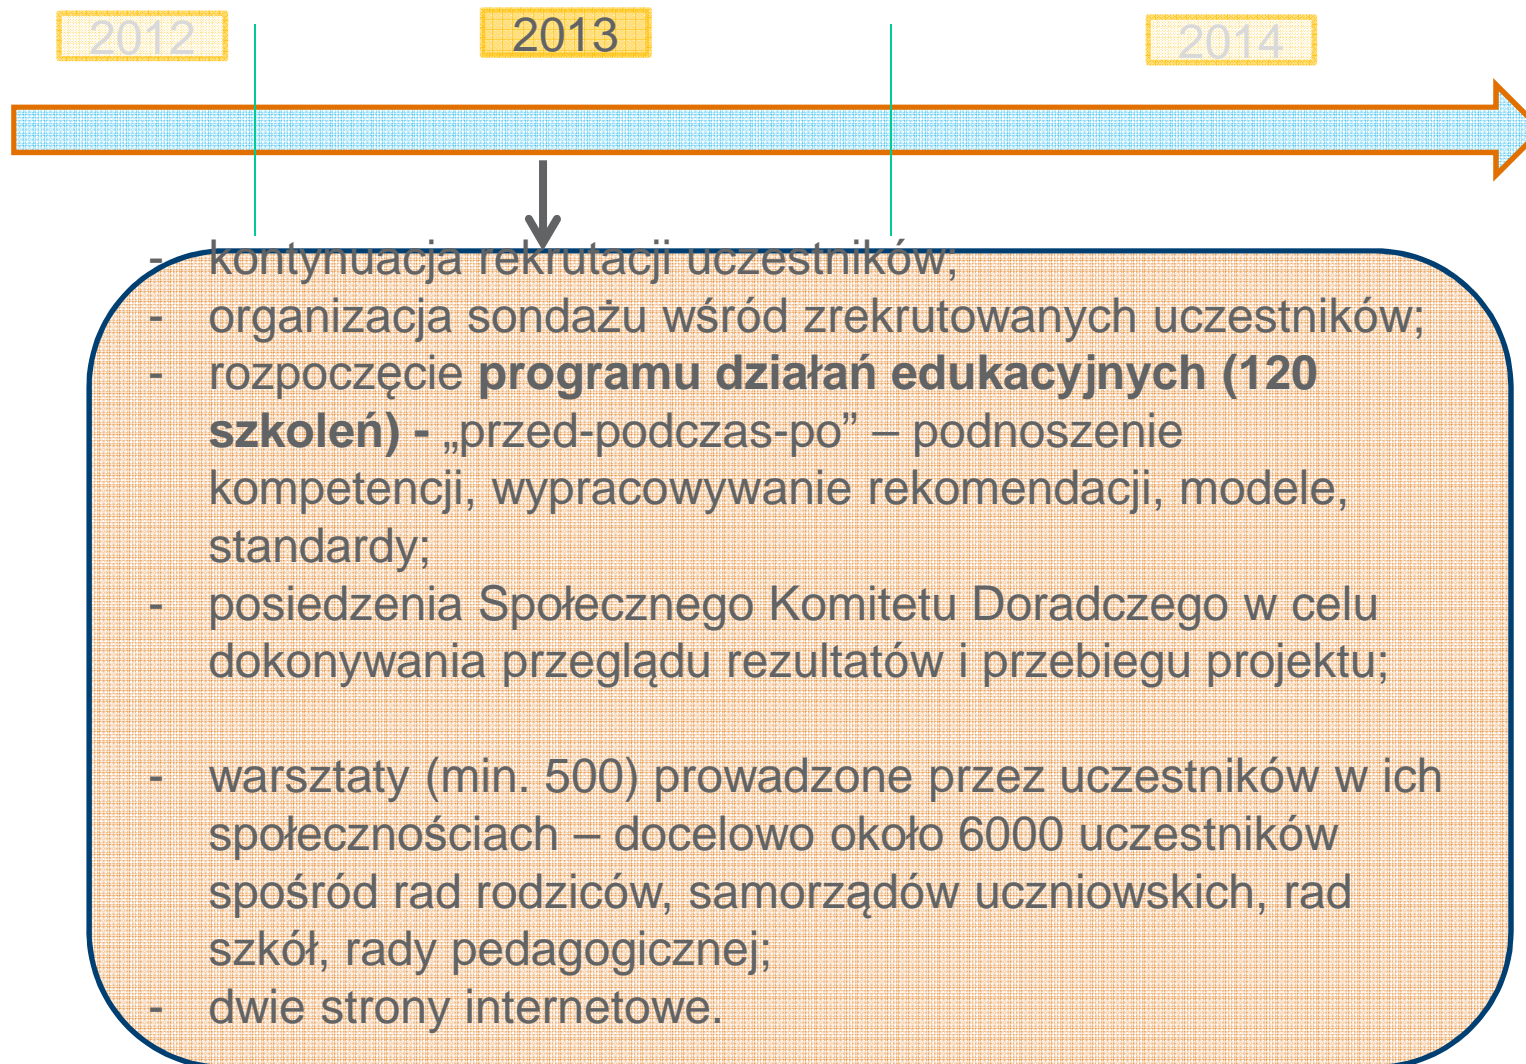 2012 2013 2014
- kontynuacja rekrutacji uczestników;
- organizacja sondażu wśród zrekrutowanych uczestników;
- rozpoczęcie programu działań edukacyjnych (120
szkoleń) - „przed-podczas-po” – podnoszenie
kompetencji, wypracowywanie rekomendacji, modele,
standardy;
- posiedzenia Społecznego Komitetu Doradczego w celu
dokonywania przeglądu rezultatów i przebiegu projektu;
- warsztaty (min. 500) prowadzone przez uczestników w ich
społecznościach – docelowo około 6000 uczestników
spośród rad rodziców, samorządów uczniowskich, rad
szkół, rady pedagogicznej;
- dwie strony internetowe.